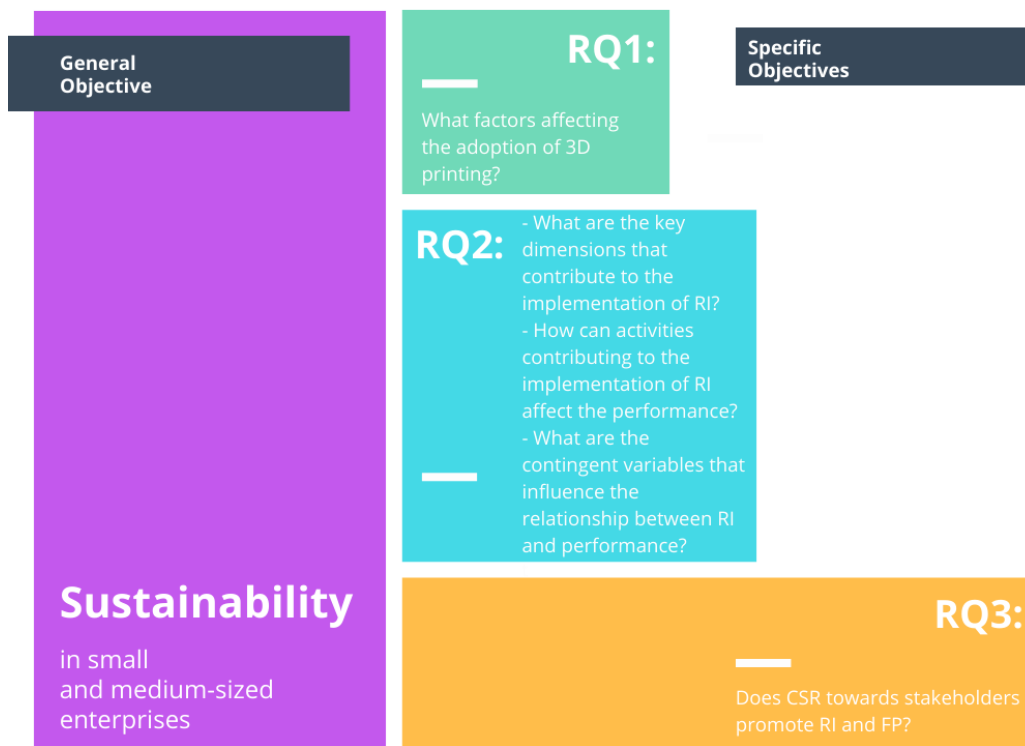 General
Objective
Sustainability
in small
and medium-sized
enterprises
RQ1:
What factors affecting
the adoption of 3D
printing?
Specific
Objectives
RQ2:
- What are the key
dimensions that
contribute to the
implementation of RI?
- How can activities
contributing to the
implementation of RI
affect the performance?
- What are the
contingent variables that
influence the
relationship between RI
and performance?
RQ3:
Does CSR towards stakeholders
promote RI and FP?